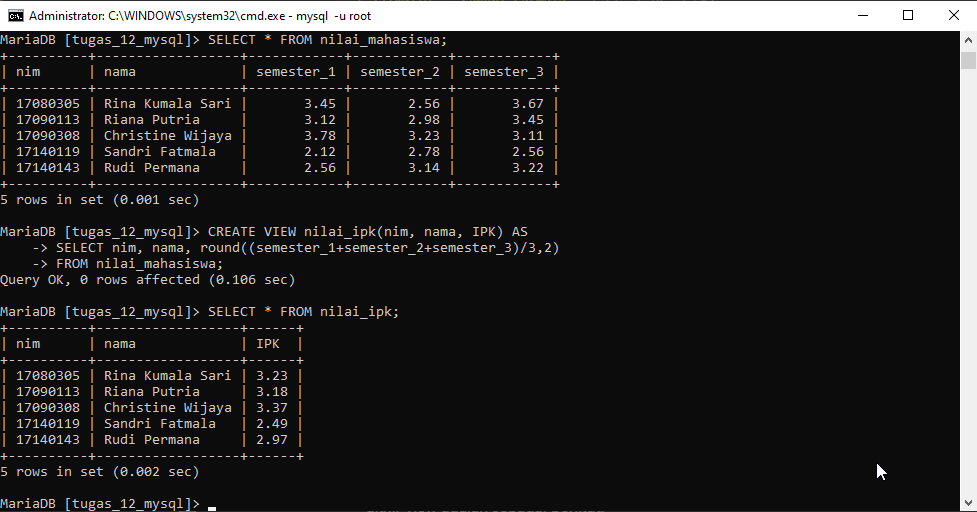 Administrator: C:\WINDOWS\system32\cmd.exe - mysql  -u root
MariaDB [tugas_12_mysql]> SELECT * FROM nilai_mahasiswa;
+----------+------------------+------------+------------+------------+
| nim      | nama             | semester_1 | semester_2 | semester_3 |
+----------+------------------+------------+------------+------------+
| 17080305 | Rina Kumala Sari |       3.45 |       2.56 |       3.67 |
| 17090113 | Riana Putria     |       3.12 |       2.98 |       3.45 |
| 17090308 | Christine Wijaya |       3.78 |       3.23 |       3.11 |
| 17140119 | Sandri Fatmala   |       2.12 |       2.78 |       2.56 |
| 17140143 | Rudi Permana     |       2.56 |       3.14 |       3.22 |
+----------+------------------+------------+------------+------------+
5 rows in set (0.001 sec)

MariaDB [tugas_12_mysql]> CREATE VIEW nilai_ipk(nim, nama, IPK) AS
    -> SELECT nim, nama, round((semester_1+semester_2+semester_3)/3,2)
    -> FROM nilai_mahasiswa;
Query OK, 0 rows affected (0.106 sec)

MariaDB [tugas_12_mysql]> SELECT * FROM nilai_ipk;
+----------+------------------+------+
| nim      | nama             | IPK  |
+----------+------------------+------+
| 17080305 | Rina Kumala Sari | 3.23 |
| 17090113 | Riana Putria     | 3.18 |
| 17090308 | Christine Wijaya | 3.37 |
| 17140119 | Sandri Fatmala   | 2.49 |
| 17140143 | Rudi Permana     | 2.97 |
+----------+------------------+------+
5 rows in set (0.002 sec)

MariaDB [tugas_12_mysql]>